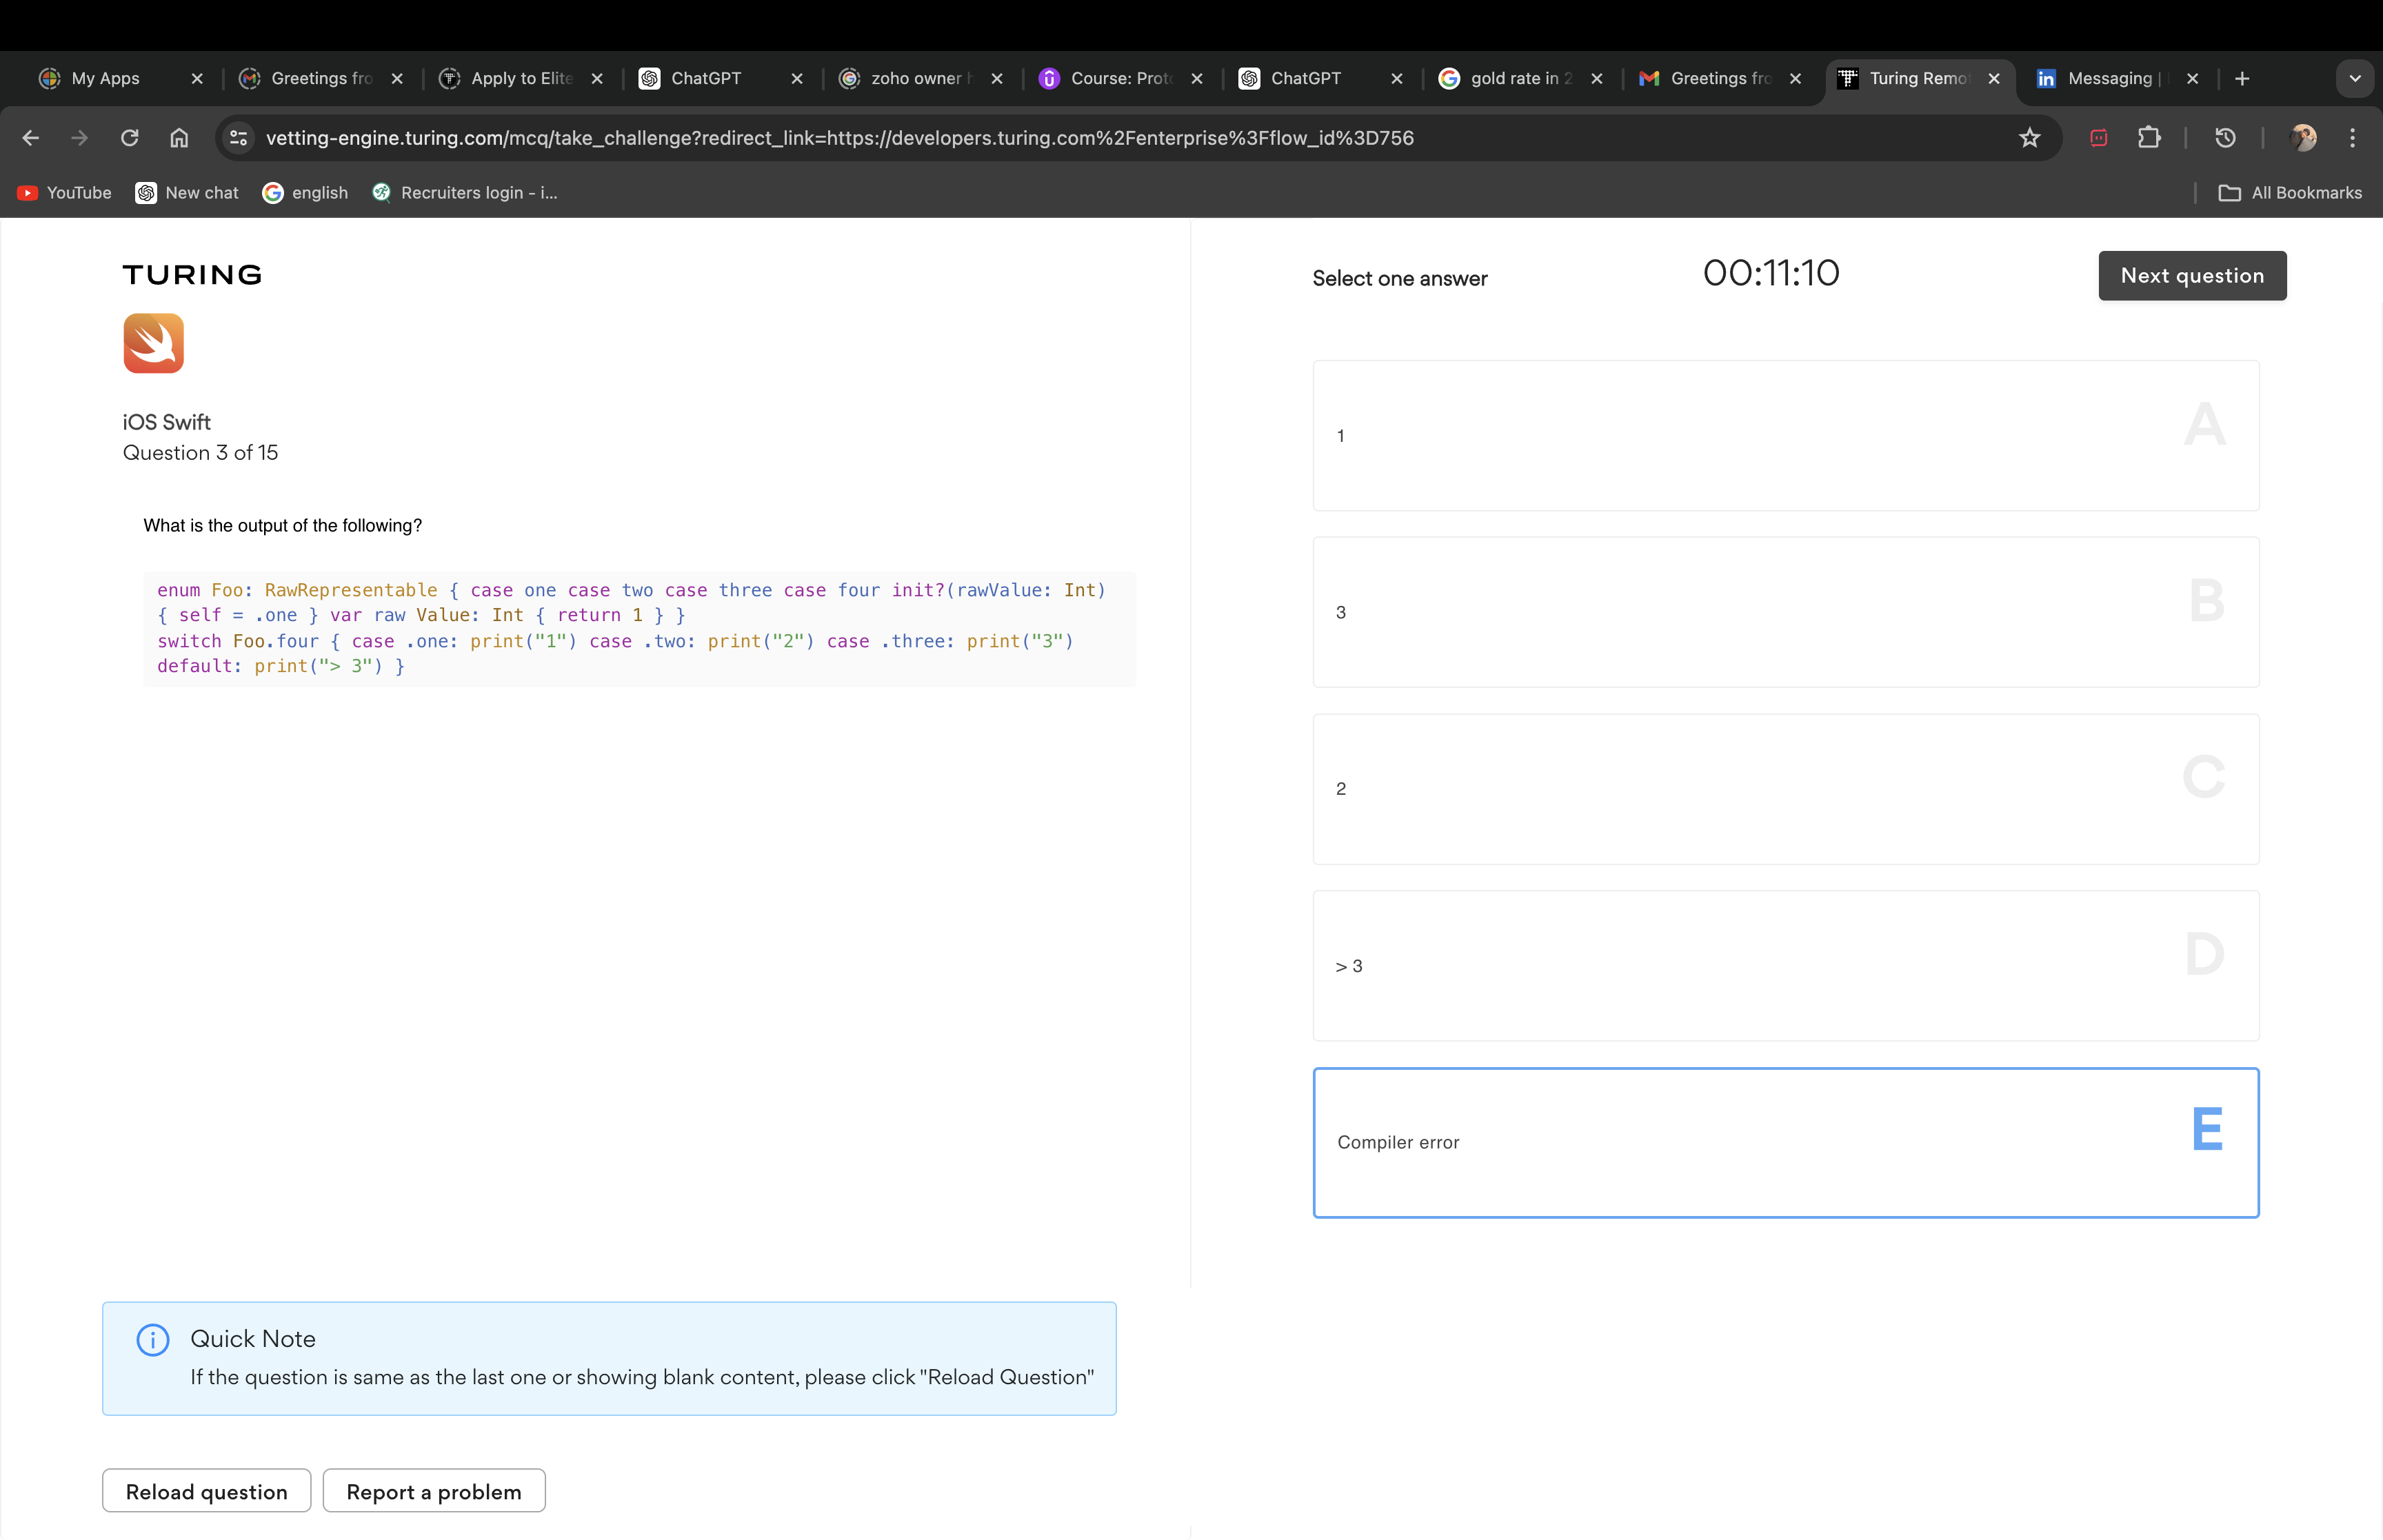 My Apps
Greetings fro
Apply to Elite
ChatGPT
zoho owner h
Course: Proto
ChatGPT
gold rate in 2
Greetings fro
Turing Remo
Messaging |
vetting-engine.turing.com/mcq/take_challenge?redirect_link=https://developers.turing.com%2Fenterprise%3Fflow_id%3D756
YouTube
New chat
english
Recruiters login - i...
All Bookmarks
TURING
iOS Swift
Question 3 of 15
What is the output of the following?
enum Foo: RawRepresentable { case one case two case three case four init?(rawValue: Int)
{ self = .one } var raw Value: Int { return 1 } }
switch Foo.four { case .one: print("1") case .two: print("2") case .three: print("3")
default: print("> 3") }
Select one answer
00:11:10
Next question
1
A
3
B
2
C
> 3
D
Compiler error
E
Quick Note
If the question is same as the last one or showing blank content, please click "Reload Question"
Reload question
Report a problem